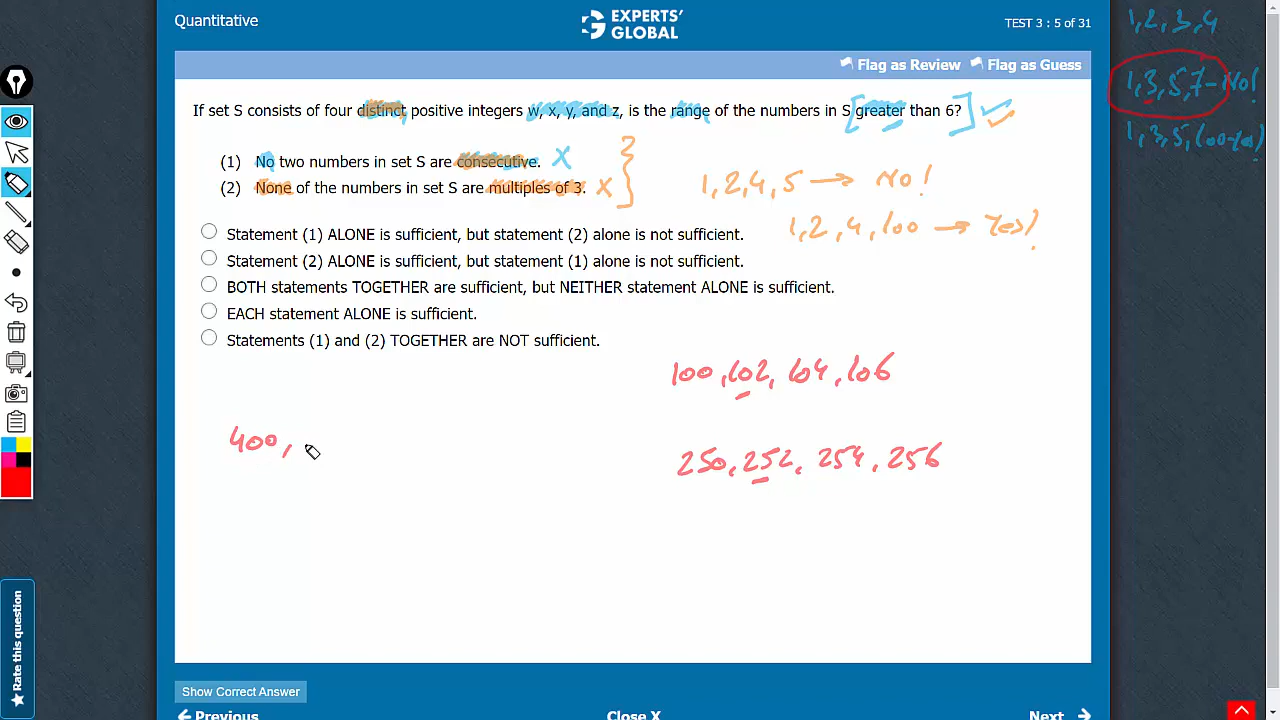 Quantitative
EXPERTS'
GLOBAL
TEST 3 : 5 of 31
1, 2, 3, 4
Flag as Review
Flag as Guess
1, 3, 5, 7 - No!
If set S consists of four distinct positive integers w, x, y, and z, is the range of the numbers in S greater than 6?
1, 3, 5, 100 - Yes!
(1) No two numbers in set S are consecutive. X
(2) None of the numbers in set S are multiples of 3. X
1, 2, 4, 5 → No!
1, 2, 4, 100 → Yes!
Statement (1) ALONE is sufficient, but statement (2) alone is not sufficient.
Statement (2) ALONE is sufficient, but statement (1) alone is not sufficient.
BOTH statements TOGETHER are sufficient, but NEITHER statement ALONE is sufficient.
EACH statement ALONE is sufficient.
Statements (1) and (2) TOGETHER are NOT sufficient.
100, 102, 104, 106
400,
250, 252, 254, 256
Rate this question
Show Correct Answer
Previous
Close X
Next